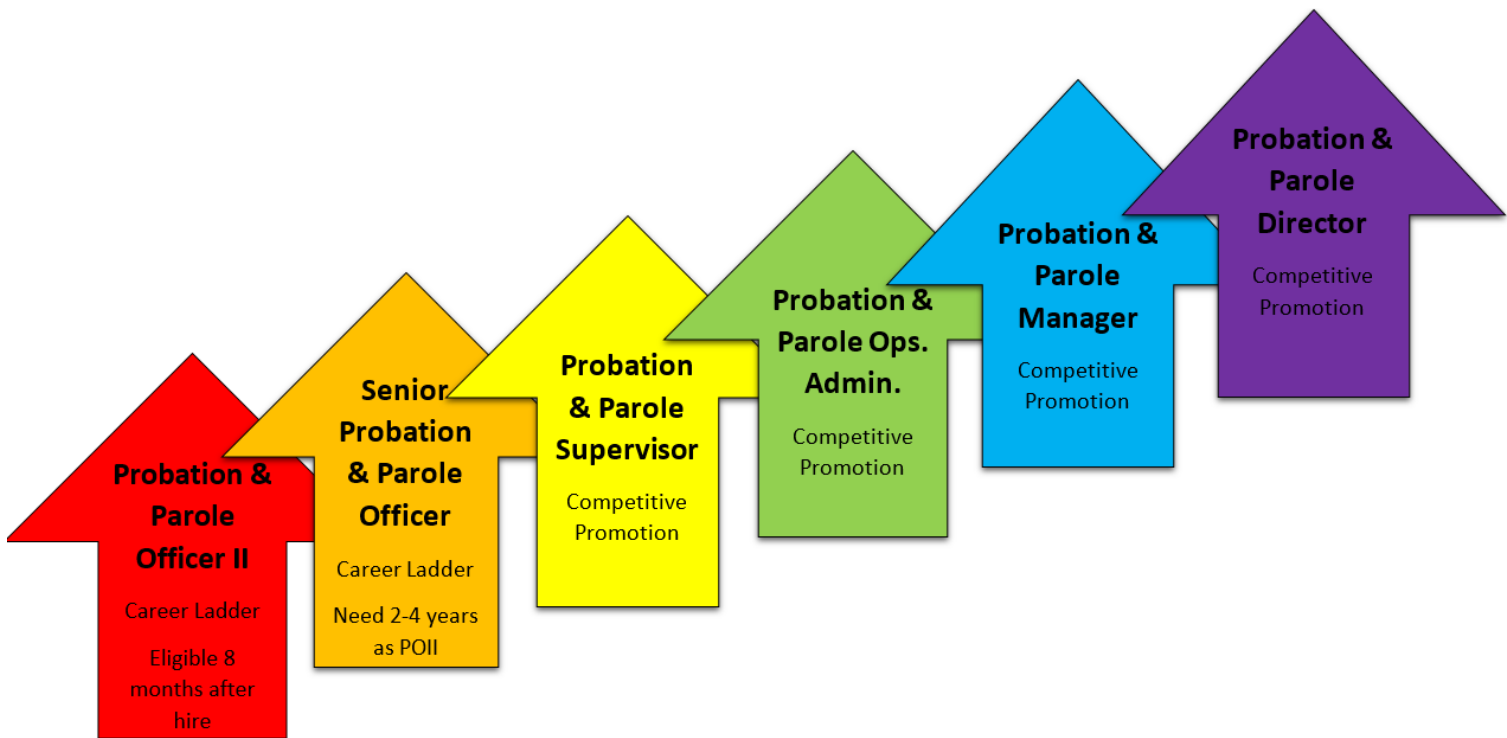 Probation &
Parole
Officer II
Career Ladder
Eligible 8
months after
hire
Senior
Probation
& Parole
Officer
Career Ladder
Need 2-4 years
as POII
Probation
& Parole
Supervisor
Competitive
Promotion
Probation &
Parole Ops.
Admin.
Competitive
Promotion
Probation &
Parole
Manager
Competitive
Promotion
Probation &
Parole
Director
Competitive
Promotion